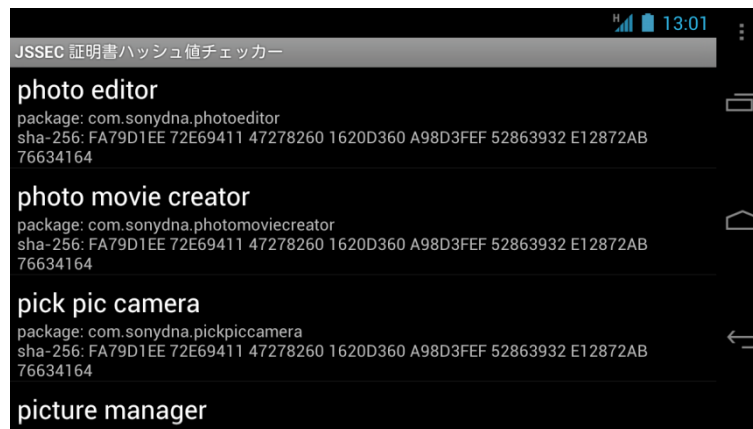 H 13:01
JSSEC 証明書ハッシュ値チェッカー
photo editor
package: com.sonydna.photoeditor
sha-256: FA79D1EE 72E69411 47278260 1620D360 A98D3FEF 52863932 E12872AB
76634164
photo movie creator
package: com.sonydna.photomoviecreator
sha-256: FA79D1EE 72E69411 47278260 1620D360 A98D3FEF 52863932 E12872AB
76634164
pick pic camera
package: com.sonydna.pickpiccamera
sha-256: FA79D1EE 72E69411 47278260 1620D360 A98D3FEF 52863932 E12872AB
76634164
picture manager